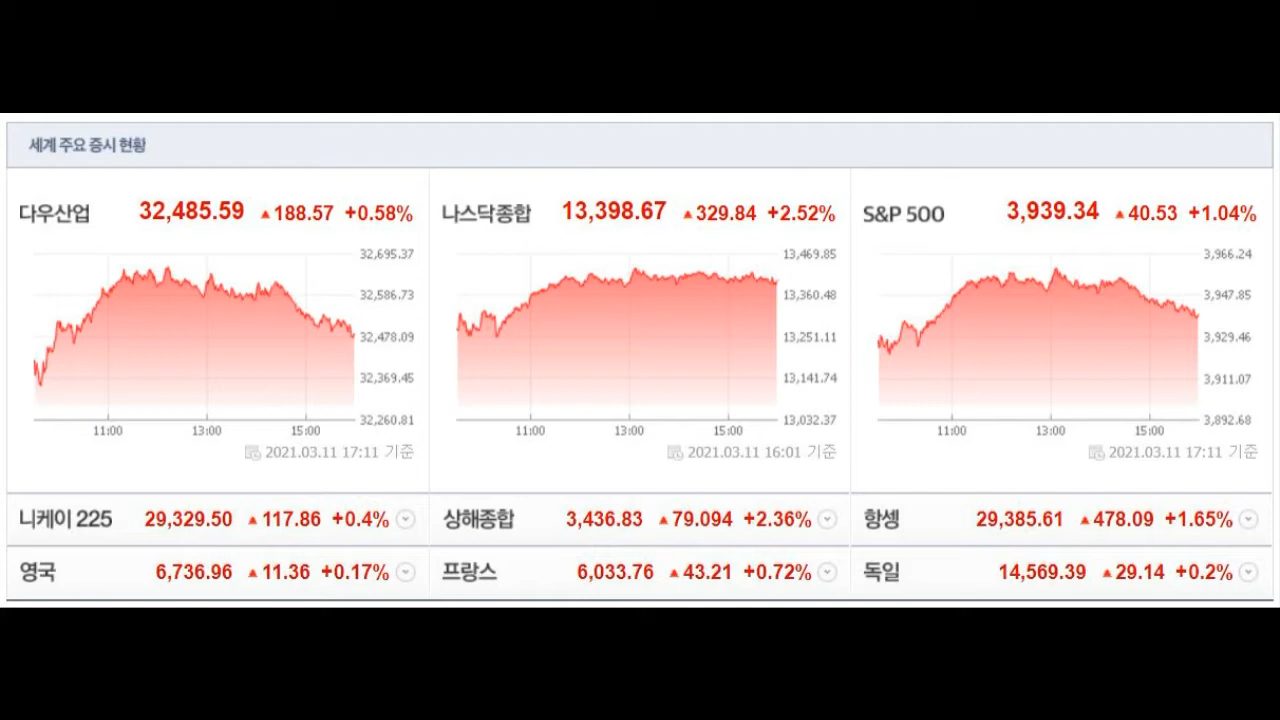 세계 주요 증시 현황
다우산업 32,485.59 ▲188.57 +0.58%
32,695.37
32,586.73
32,478.09
32,369.45
32,260.81
11:00 13:00 15:00
2021.03.11 17:11 기준
나스닥종합 13,398.67 ▲329.84 +2.52%
13,469.85
13,360.48
13,251.11
13,141.74
13,032.37
11:00 13:00 15:00
2021.03.11 16:01 기준
S&P 500 3,939.34 ▲40.53 +1.04%
3,966.24
3,947.85
3,929.46
3,911.07
3,892.68
11:00 13:00 15:00
2021.03.11 17:11 기준
니케이 225 29,329.50 ▲117.86 +0.4%
상해종합 3,436.83 ▲79.094 +2.36%
항셍 29,385.61 ▲478.09 +1.65%
영국 6,736.96 ▲11.36 +0.17%
프랑스 6,033.76 ▲43.21 +0.72%
독일 14,569.39 ▲29.14 +0.2%